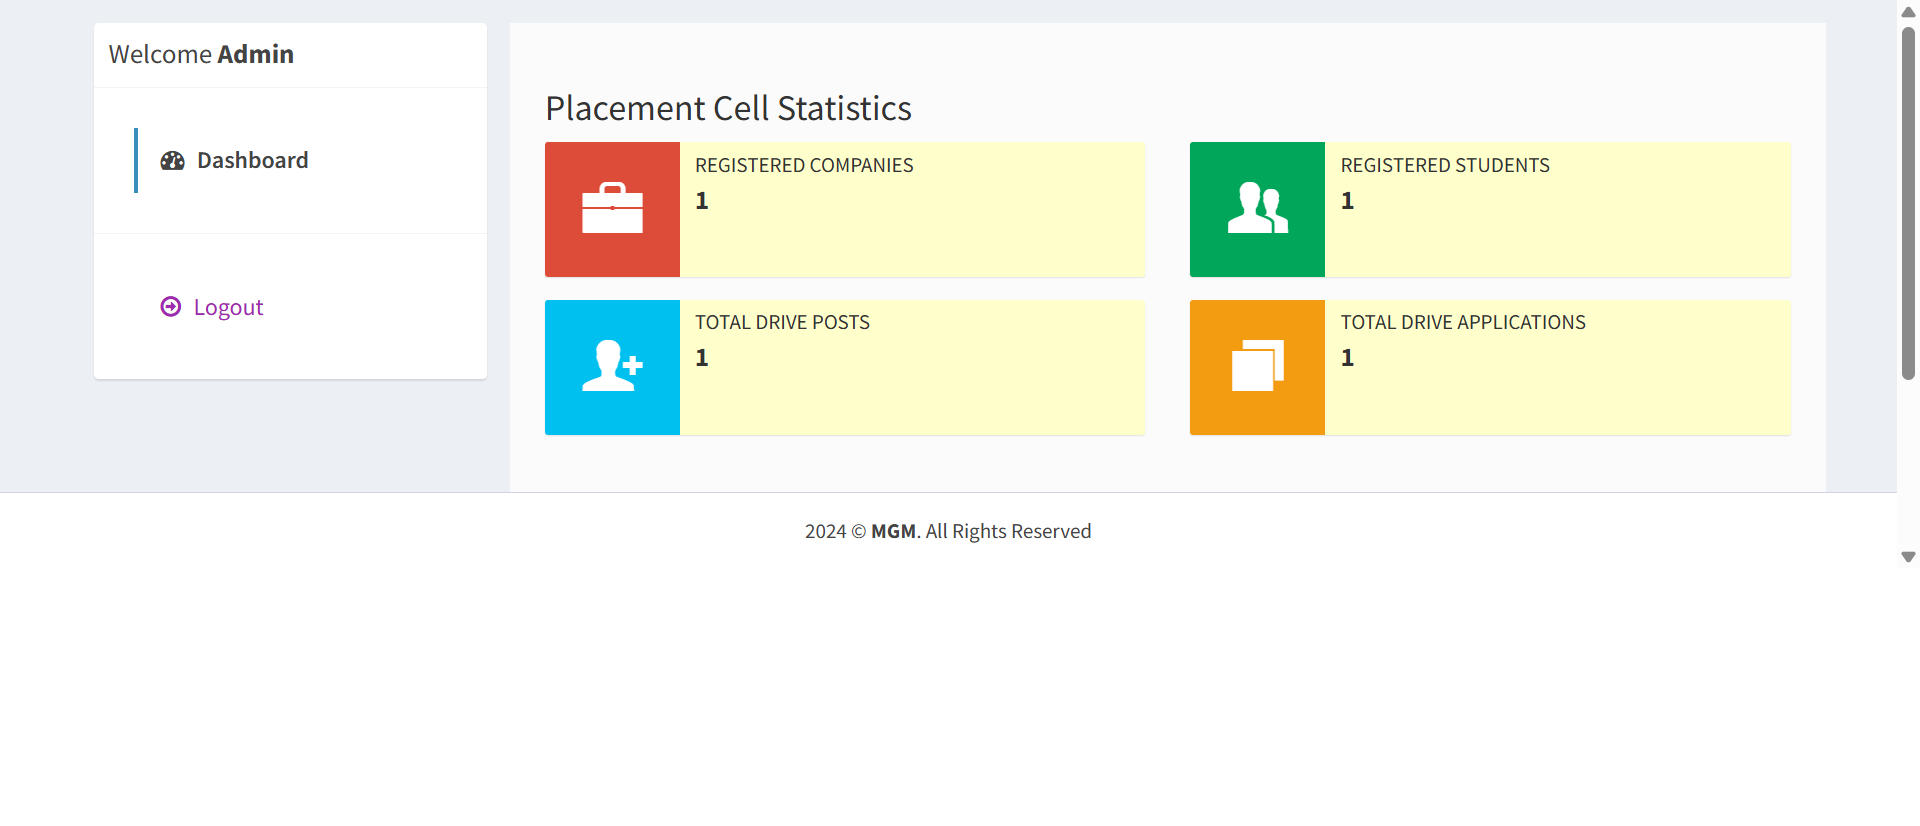 Welcome Admin
Dashboard
Logout
Placement Cell Statistics
REGISTERED COMPANIES
1
REGISTERED STUDENTS
1
TOTAL DRIVE POSTS
1
TOTAL DRIVE APPLICATIONS
1
2024 © MGM. All Rights Reserved